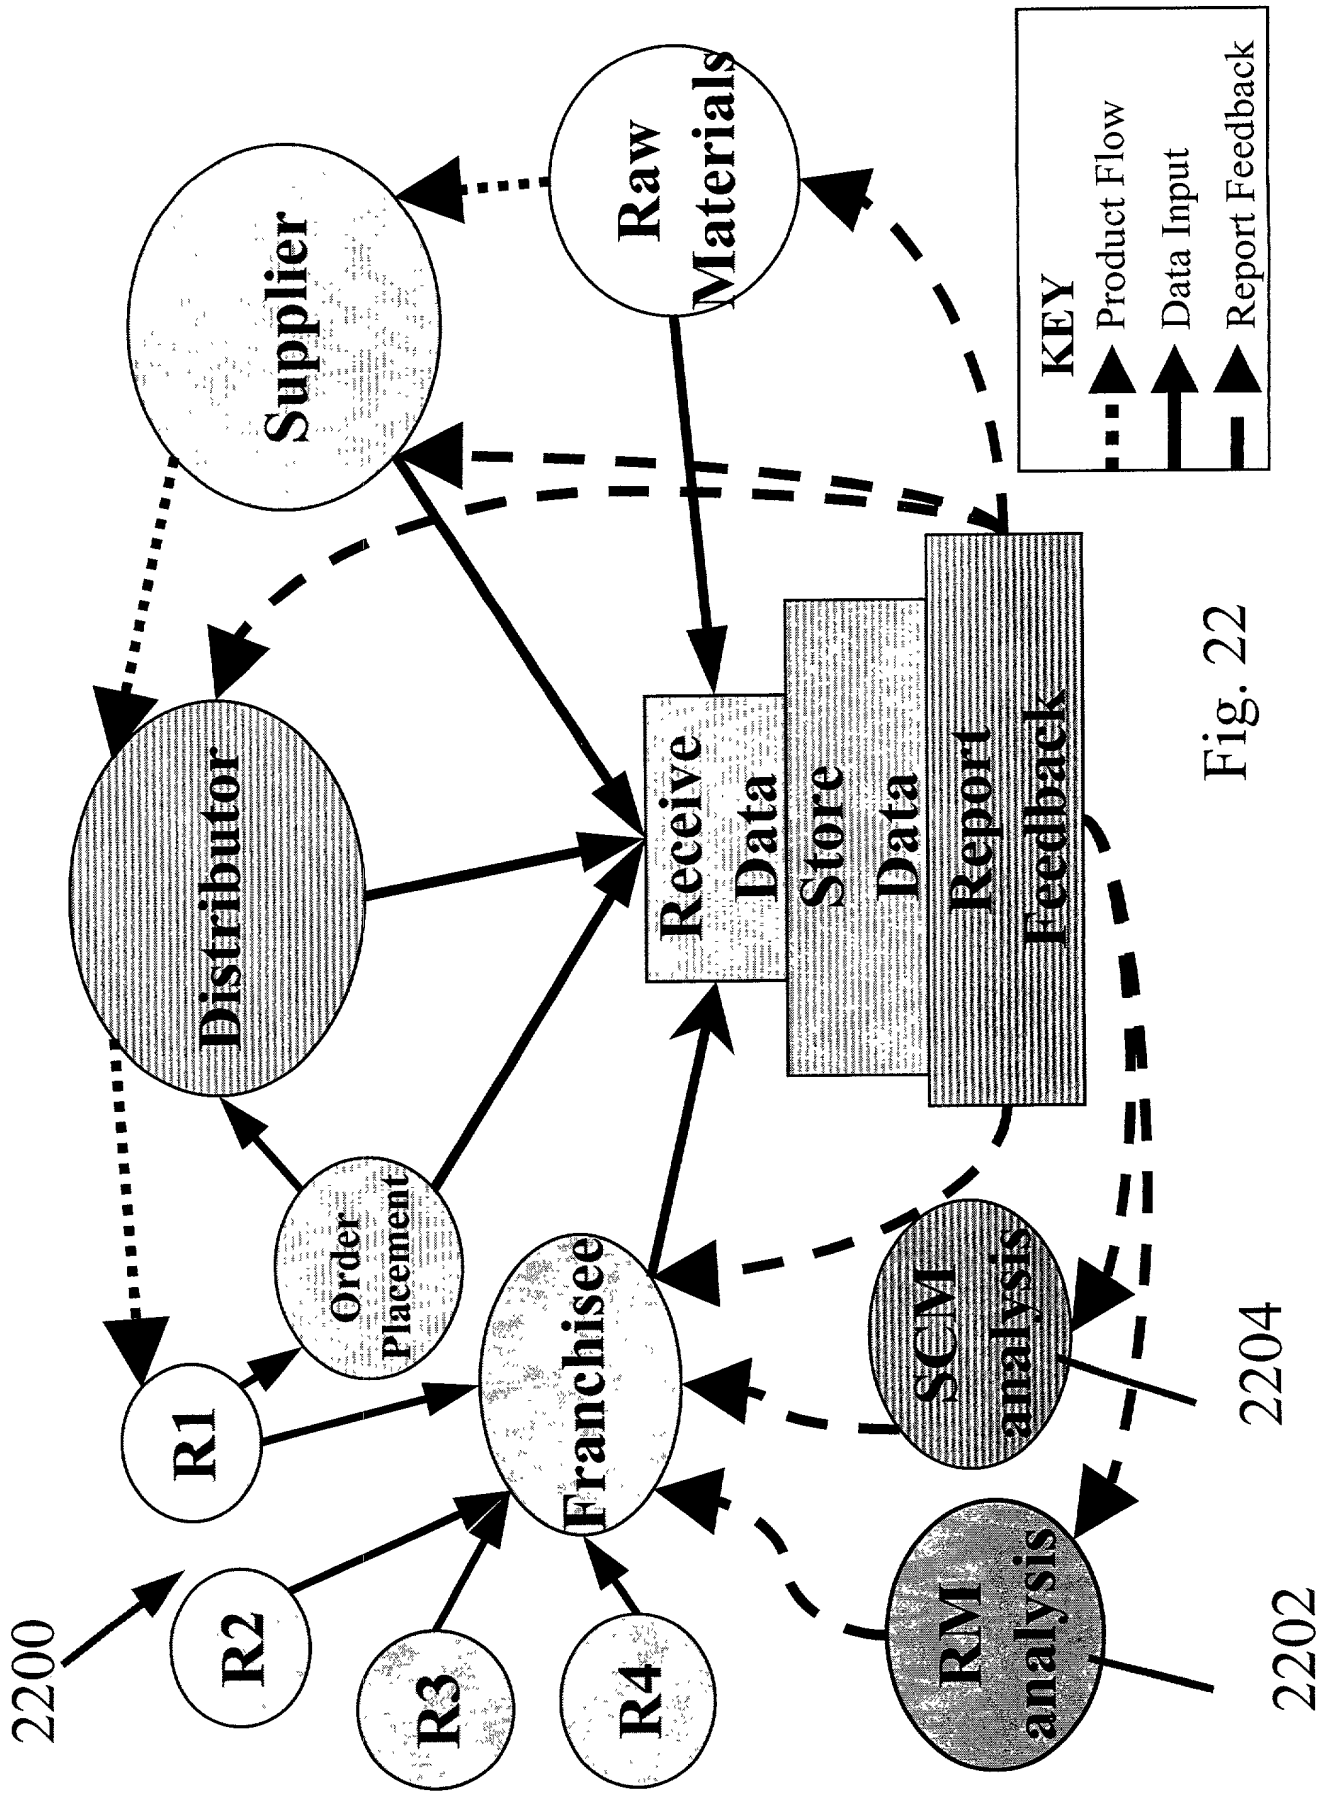 2200
R1
R2
R3
R4
Order
Placement
Distributor
Supplier
Raw
Materials
Franchisee
Receive
Data
Store
Data
Report
Feedback
RM
analysis
SCM
analysis
2202
2204
KEY
Product Flow
Data Input
Report Feedback
Fig. 22